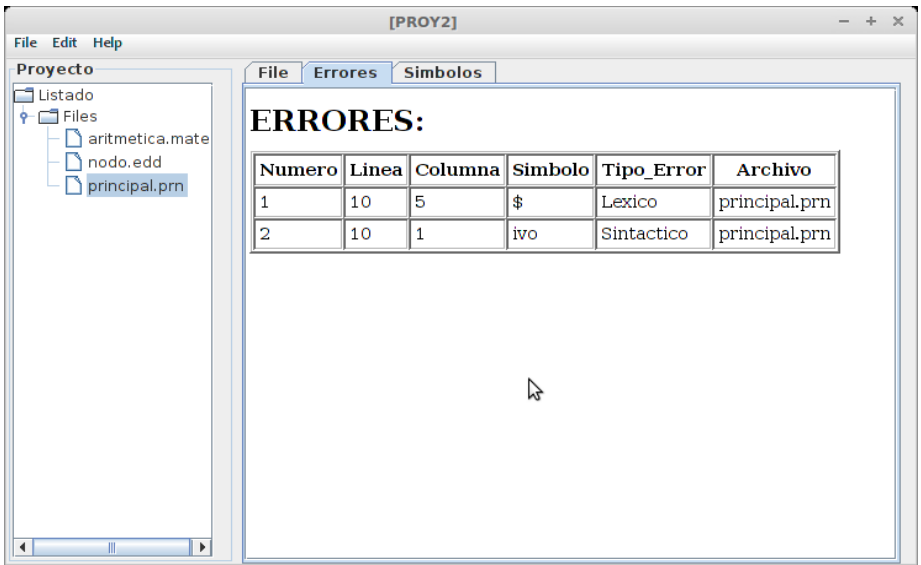 [PROY2]
File Edit Help
Proyecto
Listado
Files
aritmetica.mate
nodo.edd
principal.prn
File Errores Simbolos
ERRORES:
Numero Linea Columna Simbolo Tipo_Error Archivo
1 10 5 $ Lexico principal.prn
2 10 1 ivo Sintactico principal.prn